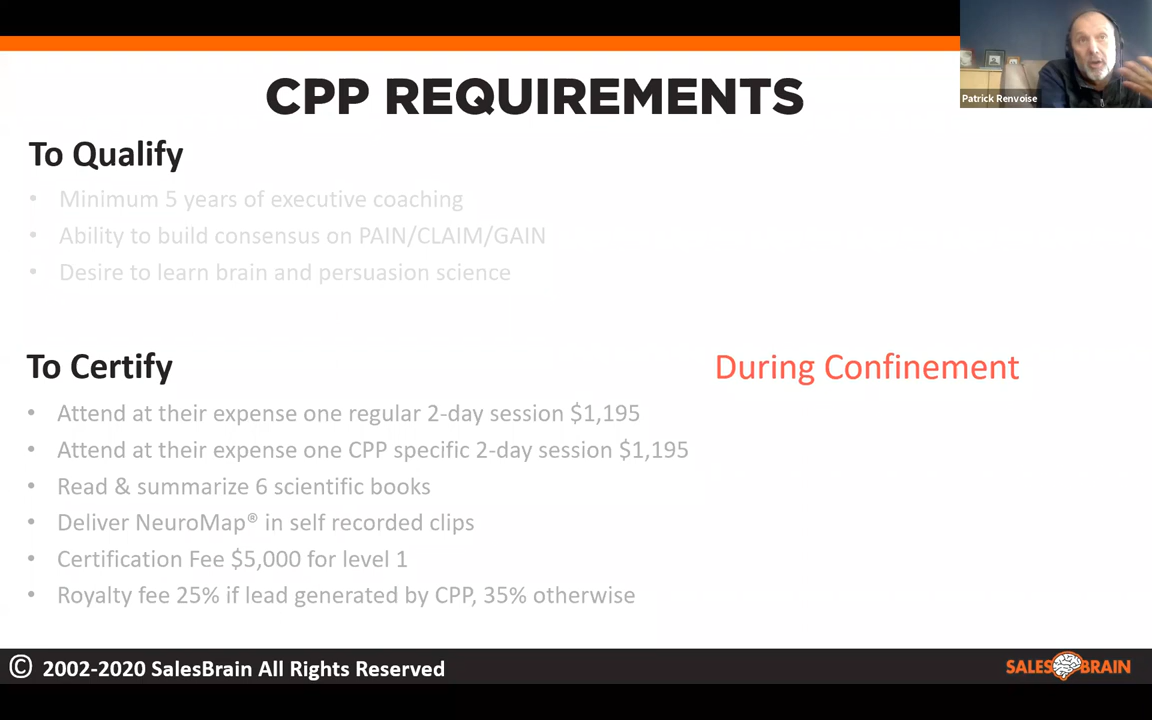 CPP REQUIREMENTS
Patrick Renvoise
To Qualify
• Minimum 5 years of executive coaching
• Ability to build consensus on PAIN/CLAIM/GAIN
• Desire to learn brain and persuasion science
To Certify
During Confinement
• Attend at their expense one regular 2-day session $1,195
• Attend at their expense one CPP specific 2-day session $1,195
• Read & summarize 6 scientific books
• Deliver NeuroMap® in self recorded clips
• Certification Fee $5,000 for level 1
• Royalty fee 25% if lead generated by CPP, 35% otherwise
© 2002-2020 SalesBrain All Rights Reserved
SALES BRAIN